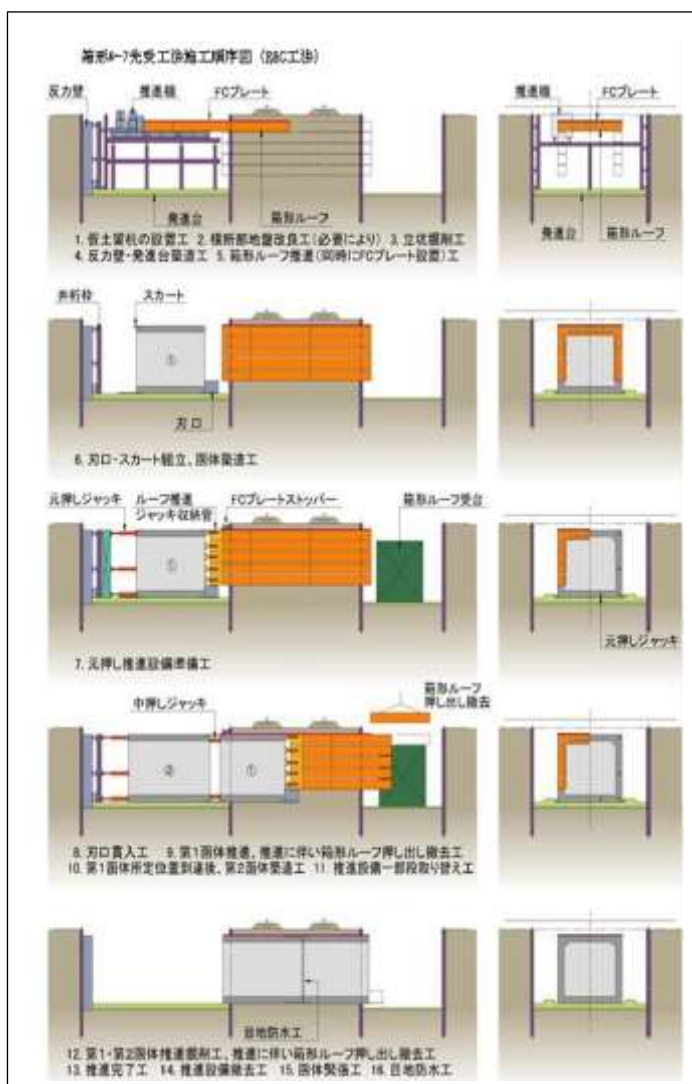 箱形ルーフ先受工法施工順序図（R&C工法）
反力壁 推進機 FCプレート
推進機 FCプレート
発進台 箱形ルーフ
発進台 箱形ルーフ
1. 仮土留杭の設置工 2. 横断部地盤改良工(必要により) 3. 立坑掘削工
4. 反力壁・発進台築造工 5. 箱形ルーフ推進(同時にFCプレート設置)工
井桁枠 スカート
①
刃口
6. 刃口・スカート組立、函体築造工
元押しジャッキ ルーフ推進 FCプレートストッパー 箱形ルーフ受台
ジャッキ収納管
①
元押しジャッキ
7. 元押し推進設備準備工
中押しジャッキ
箱形ルーフ
押し出し撤去
② ①
8. 刃口貫入工 9. 第1函体推進、推進に伴い箱形ルーフ押し出し撤去工
10. 第1函体所定位置到達後、第2函体築造工 11. 推進設備一部段取り替え工
目地防水工
12. 第1・第2函体推進掘削工、推進に伴い箱形ルーフ押し出し撤去工
13. 推進完了工 14. 推進設備撤去工 15. 函体緊張工 16. 目地防水工